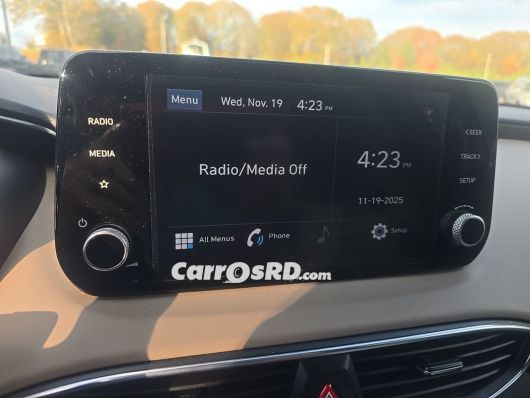 Menu Wed, Nov. 19 4:23 PM
RADIO
MEDIA
Radio/Media Off
4:23 PM
11-19-2025
All Menus Phone Setup
< SEEK
TRACK >
SETUP
CarrOsRD.com